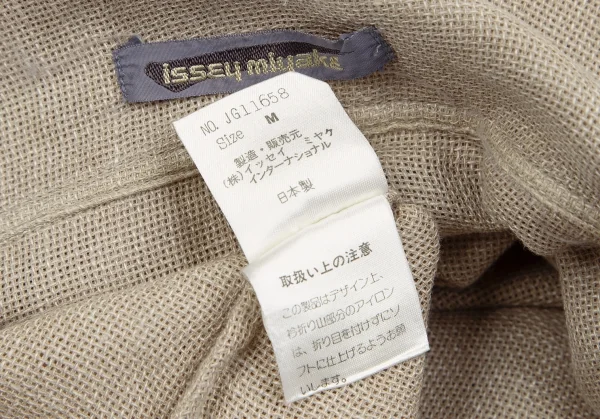 issey miyake
NO. JG11658
Size M
製造・販売元
(株)イッセイ ミヤケ
インターナショナル
日本製
取扱い上の注意
この製品はデザイン上、
衿折り山部分のアイロン
は、折り目を付けずにソ
フトに仕上げるようお願
いします。